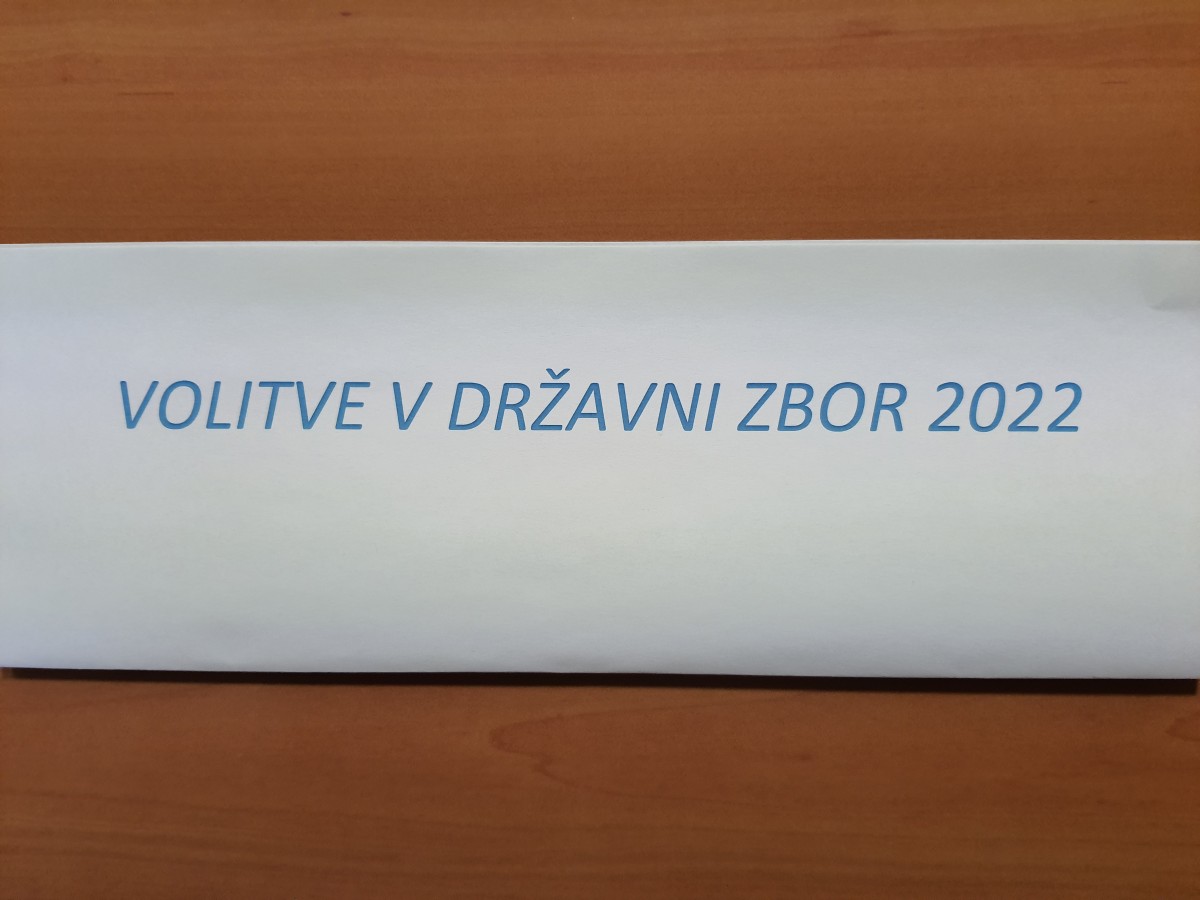 VOLITVE V DRŽAVNI ZBOR 2022